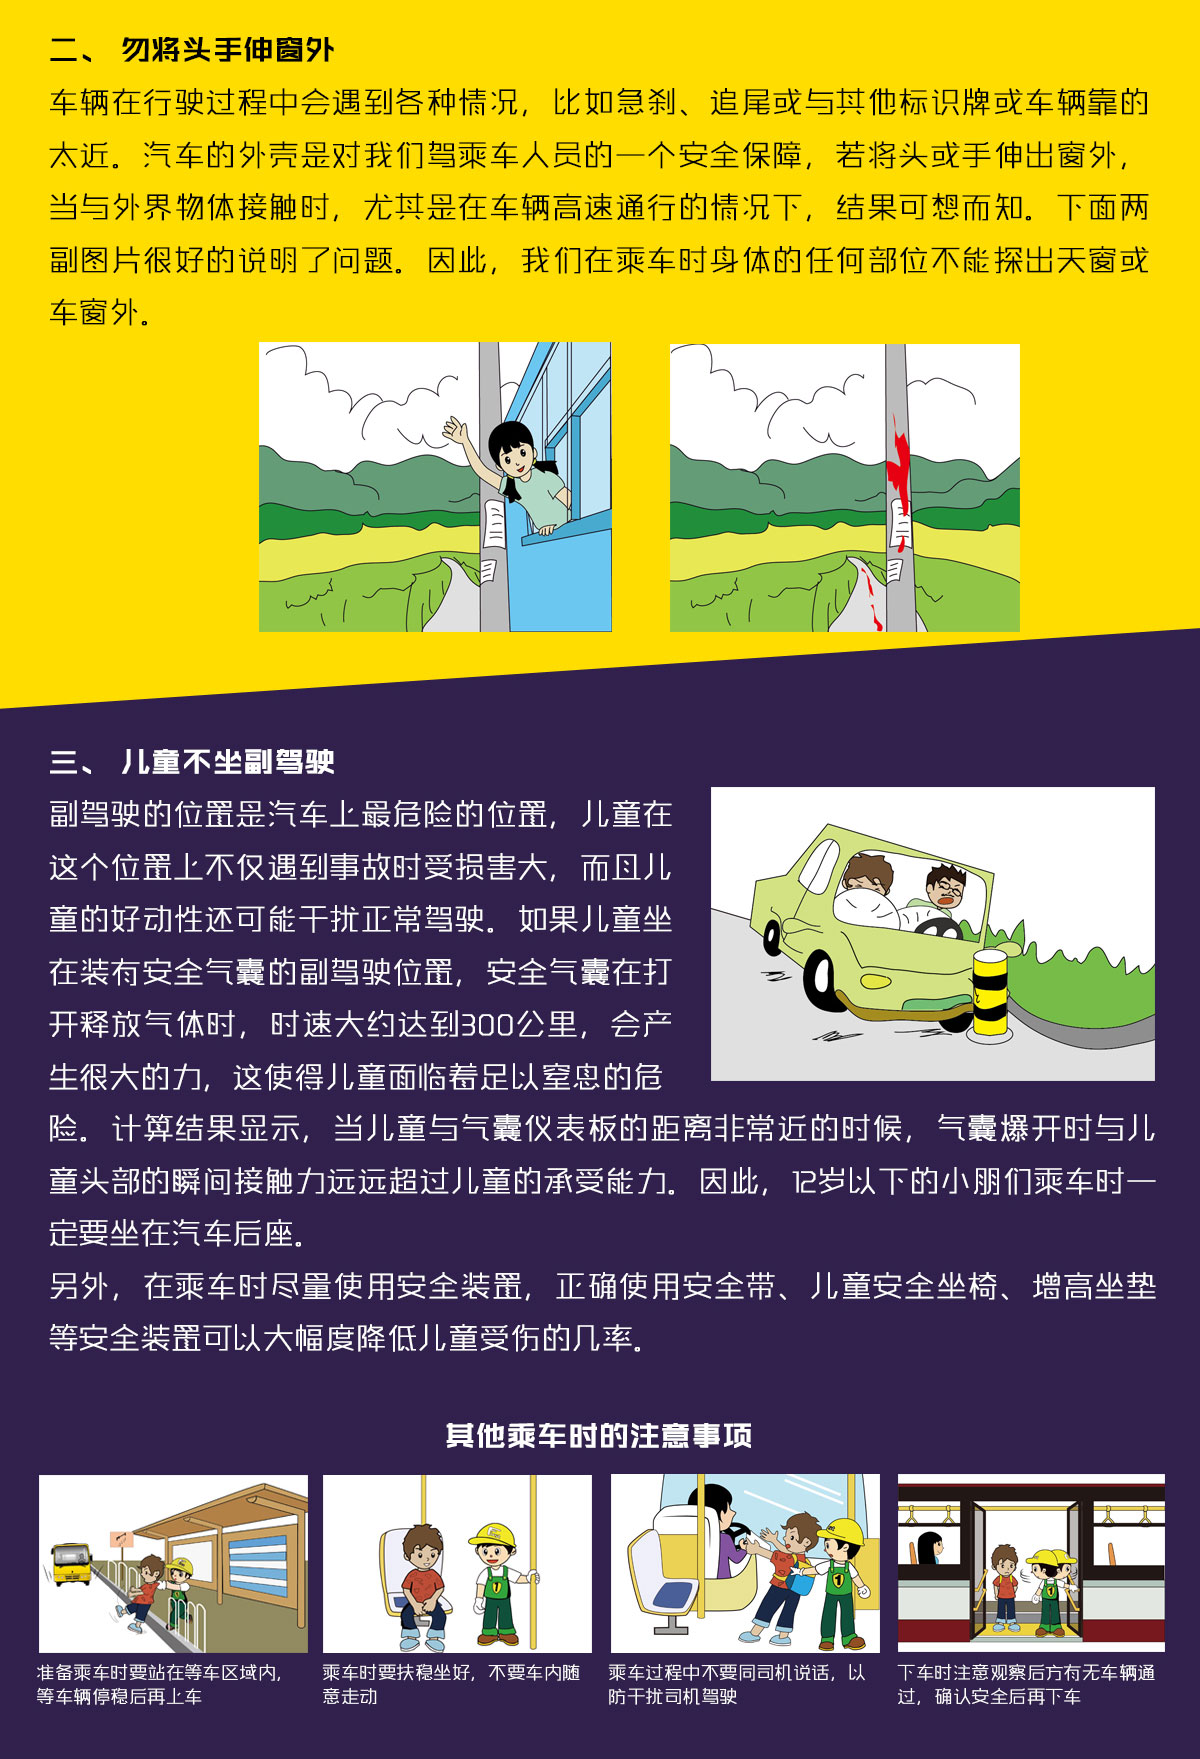 二、 勿将头手伸窗外
车辆在行驶过程中会遇到各种情况，比如急刹、追尾或与其他标识牌或车辆靠的
太近。汽车的外壳是对我们驾乘车人员的一个安全保障，若将头或手伸出窗外，
当与外界物体接触时，尤其是在车辆高速通行的情况下，结果可想而知。下面两
副图片很好的说明了问题。因此，我们在乘车时身体的任何部位不能探出天窗或
车窗外。
三、 儿童不坐副驾驶
副驾驶的位置是汽车上最危险的位置，儿童在
这个位置上不仅遇到事故时受损害大，而且儿
童的好动性还可能干扰正常驾驶。如果儿童坐
在装有安全气囊的副驾驶位置，安全气囊在打
开释放气体时，时速大约达到300公里，会产
生很大的力，这使得儿童面临着足以窒息的危
险。计算结果显示，当儿童与气囊仪表板的距离非常近的时候，气囊爆开时与儿
童头部的瞬间接触力远远超过儿童的承受能力。因此，12岁以下的小朋们乘车时一
定要坐在汽车后座。
另外，在乘车时尽量使用安全装置，正确使用安全带、儿童安全坐椅、增高坐垫
等安全装置可以大幅度降低儿童受伤的几率。
其他乘车时的注意事项
准备乘车时要站在等车区域内，
等车辆停稳后再上车
乘车时要扶稳坐好，不要车内随
意走动
乘车过程中不要同司机说话，以
防干扰司机驾驶
下车时注意观察后方有无车辆通
过，确认安全后再下车